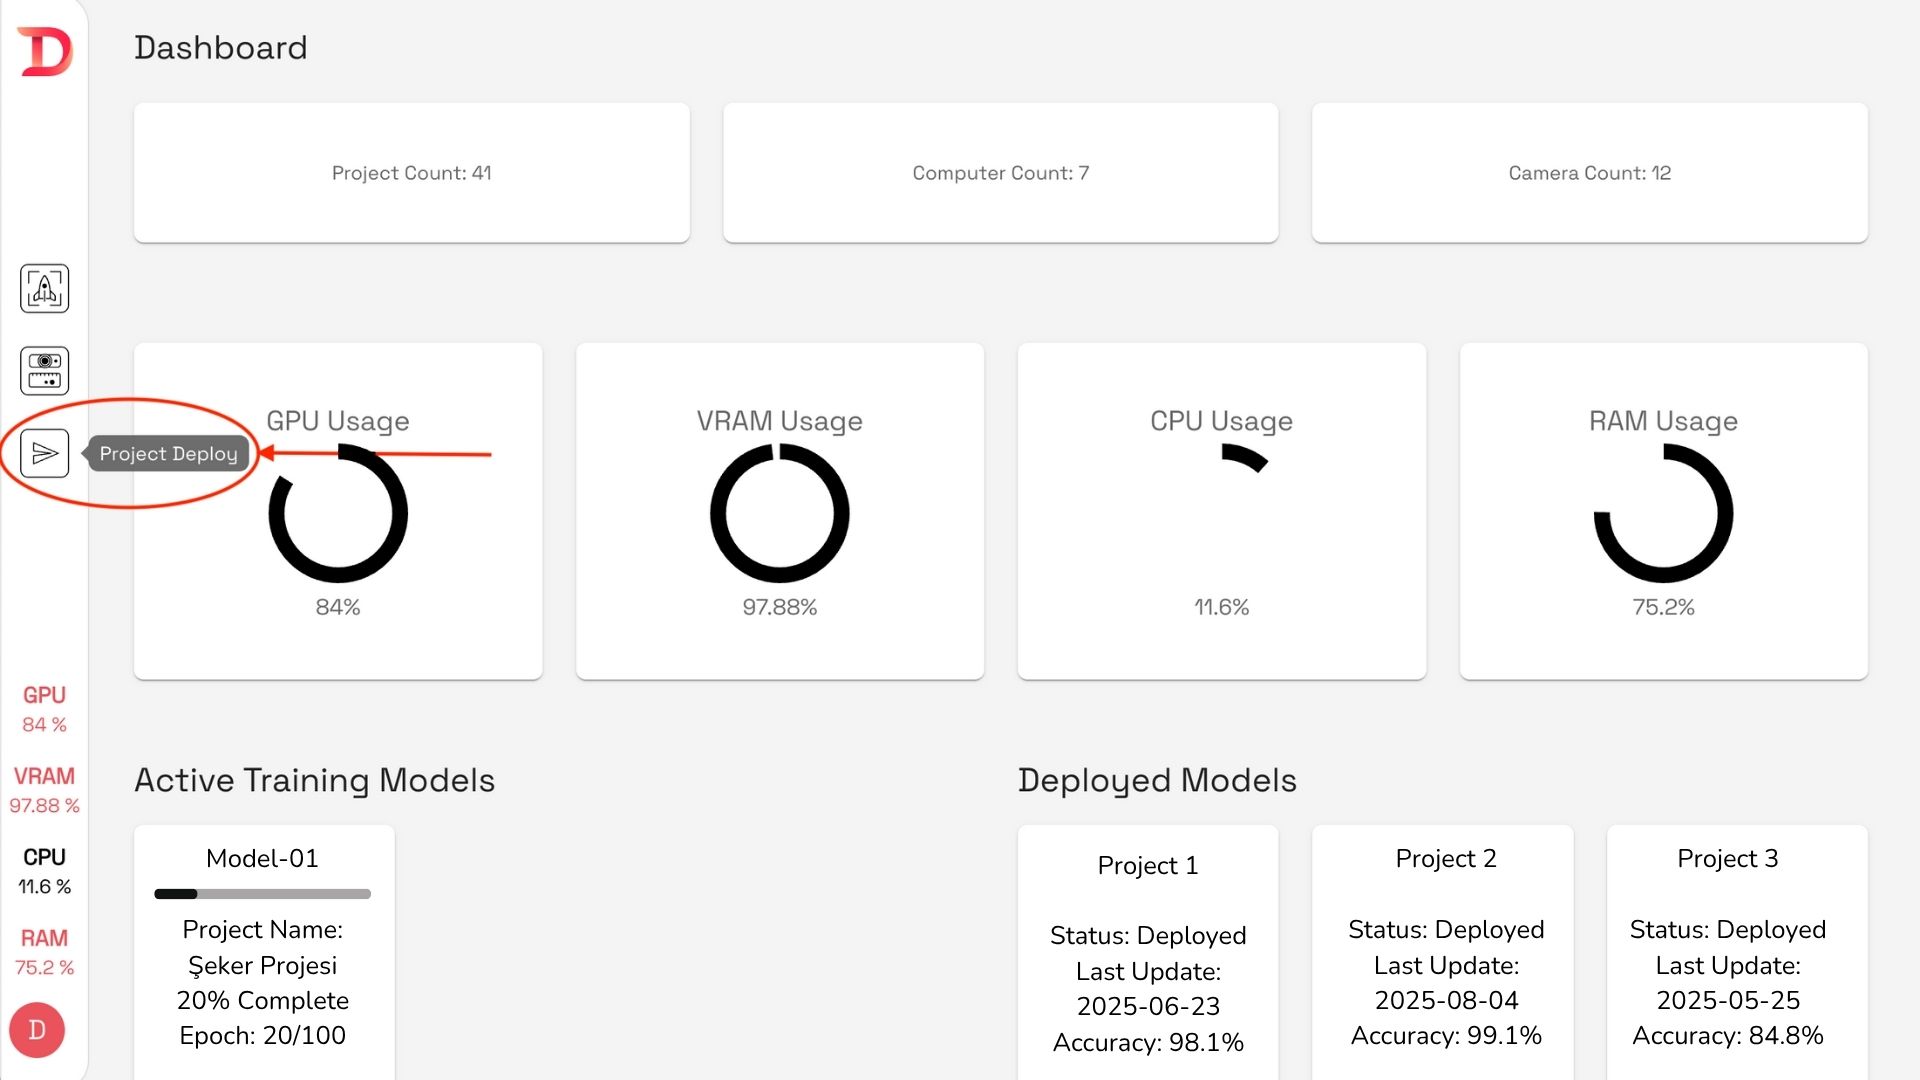 D
Dashboard
Project Count: 41
Computer Count: 7
Camera Count: 12
Project Deploy
GPU Usage
84%
VRAM Usage
97.88%
CPU Usage
11.6%
RAM Usage
75.2%
GPU
84 %
VRAM
97.88 %
CPU
11.6 %
RAM
75.2 %
D
Active Training Models
Model-01
Project Name:
Şeker Projesi
20% Complete
Epoch: 20/100
Deployed Models
Project 1
Status: Deployed
Last Update:
2025-06-23
Accuracy: 98.1%
Project 2
Status: Deployed
Last Update:
2025-08-04
Accuracy: 99.1%
Project 3
Status: Deployed
Last Update:
2025-05-25
Accuracy: 84.8%